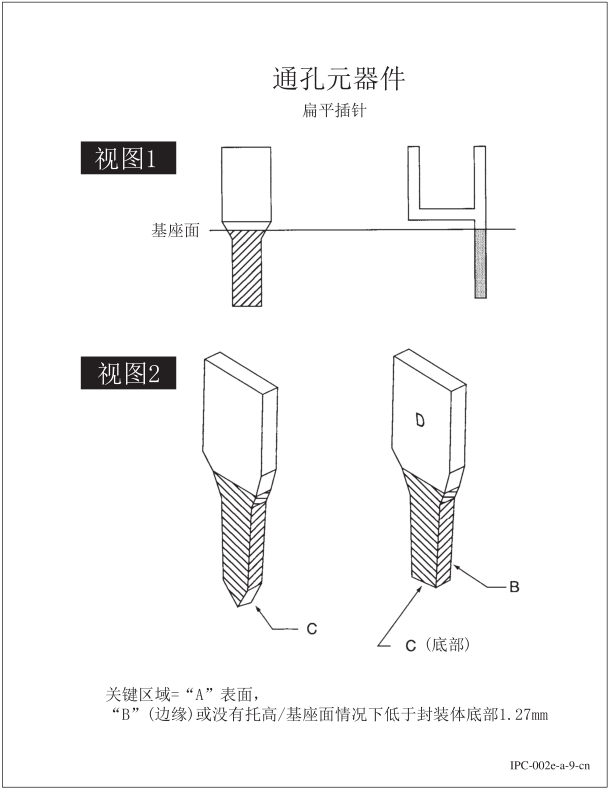 通孔元器件
扁平插针
视图1
基座面
视图2
D
B
C
C (底部)
关键区域=“A”表面，
“B”(边缘)或没有托高/基座面情况下低于封装体底部1.27mm
IPC-002e-a-9-cn